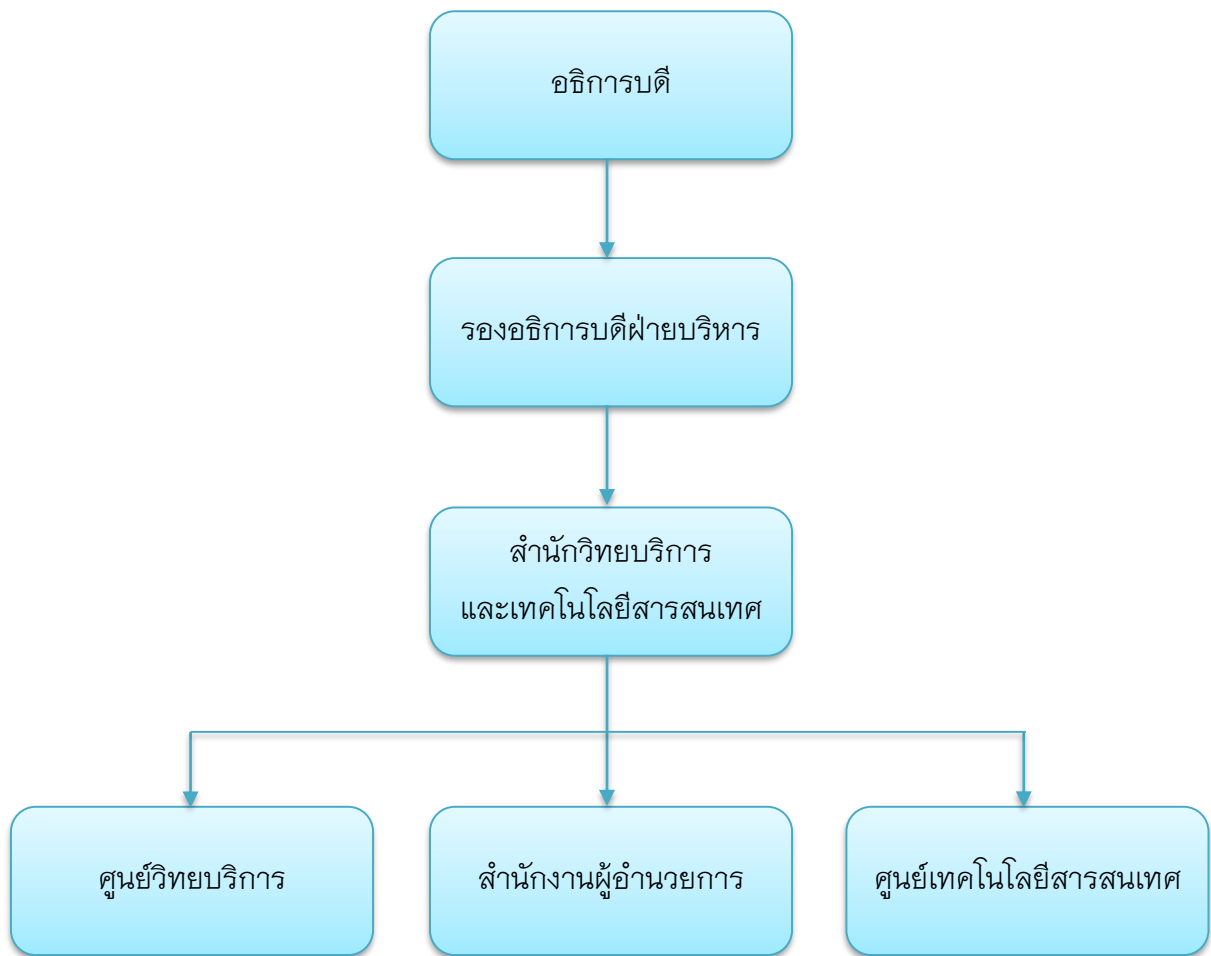 อธิการบดี
รองอธิการบดีฝ่ายบริหาร
สำนักวิทยบริการ
และเทคโนโลยีสารสนเทศ
ศูนย์วิทยบริการ
สำนักงานผู้อำนวยการ
ศูนย์เทคโนโลยีสารสนเทศ